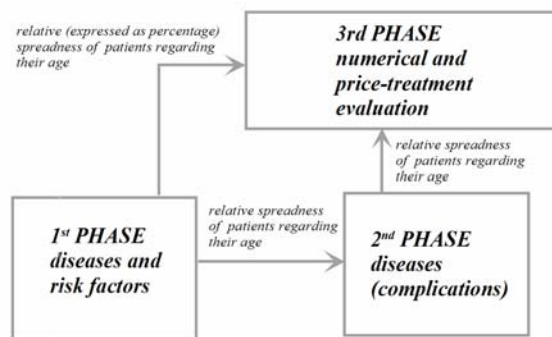 relative (expressed as percentage)
spreadness of patients regarding
their age
3rd PHASE
numerical and
price-treatment
evaluation
relative spreadness
of patients regarding
their age
relative spreadness
of patients regarding
their age
1st PHASE
diseases and
risk factors
2nd PHASE
diseases
(complications)